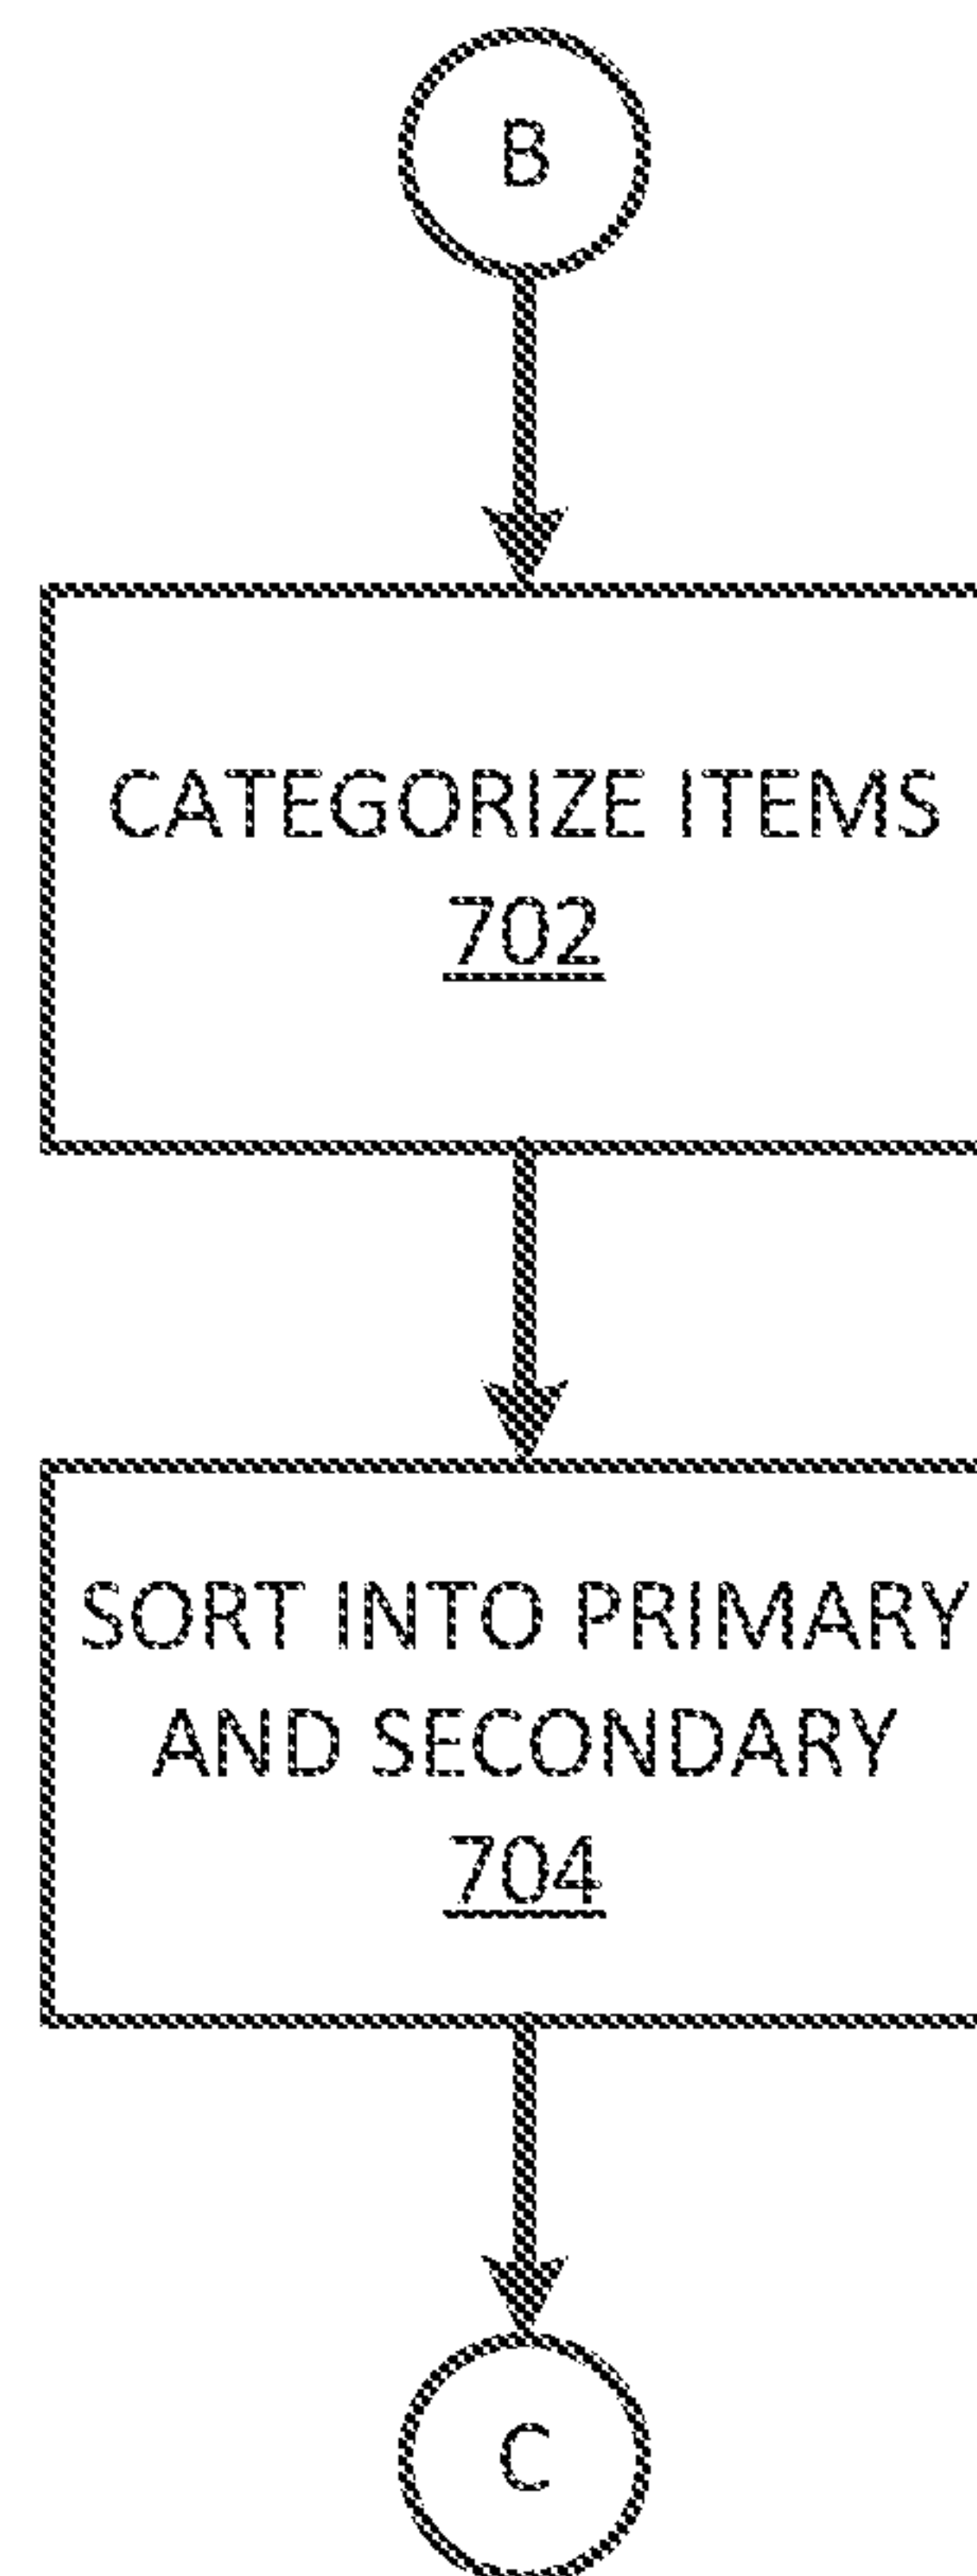 B
CATEGORIZE ITEMS
702
SORT INTO PRIMARY
AND SECONDARY
704
C